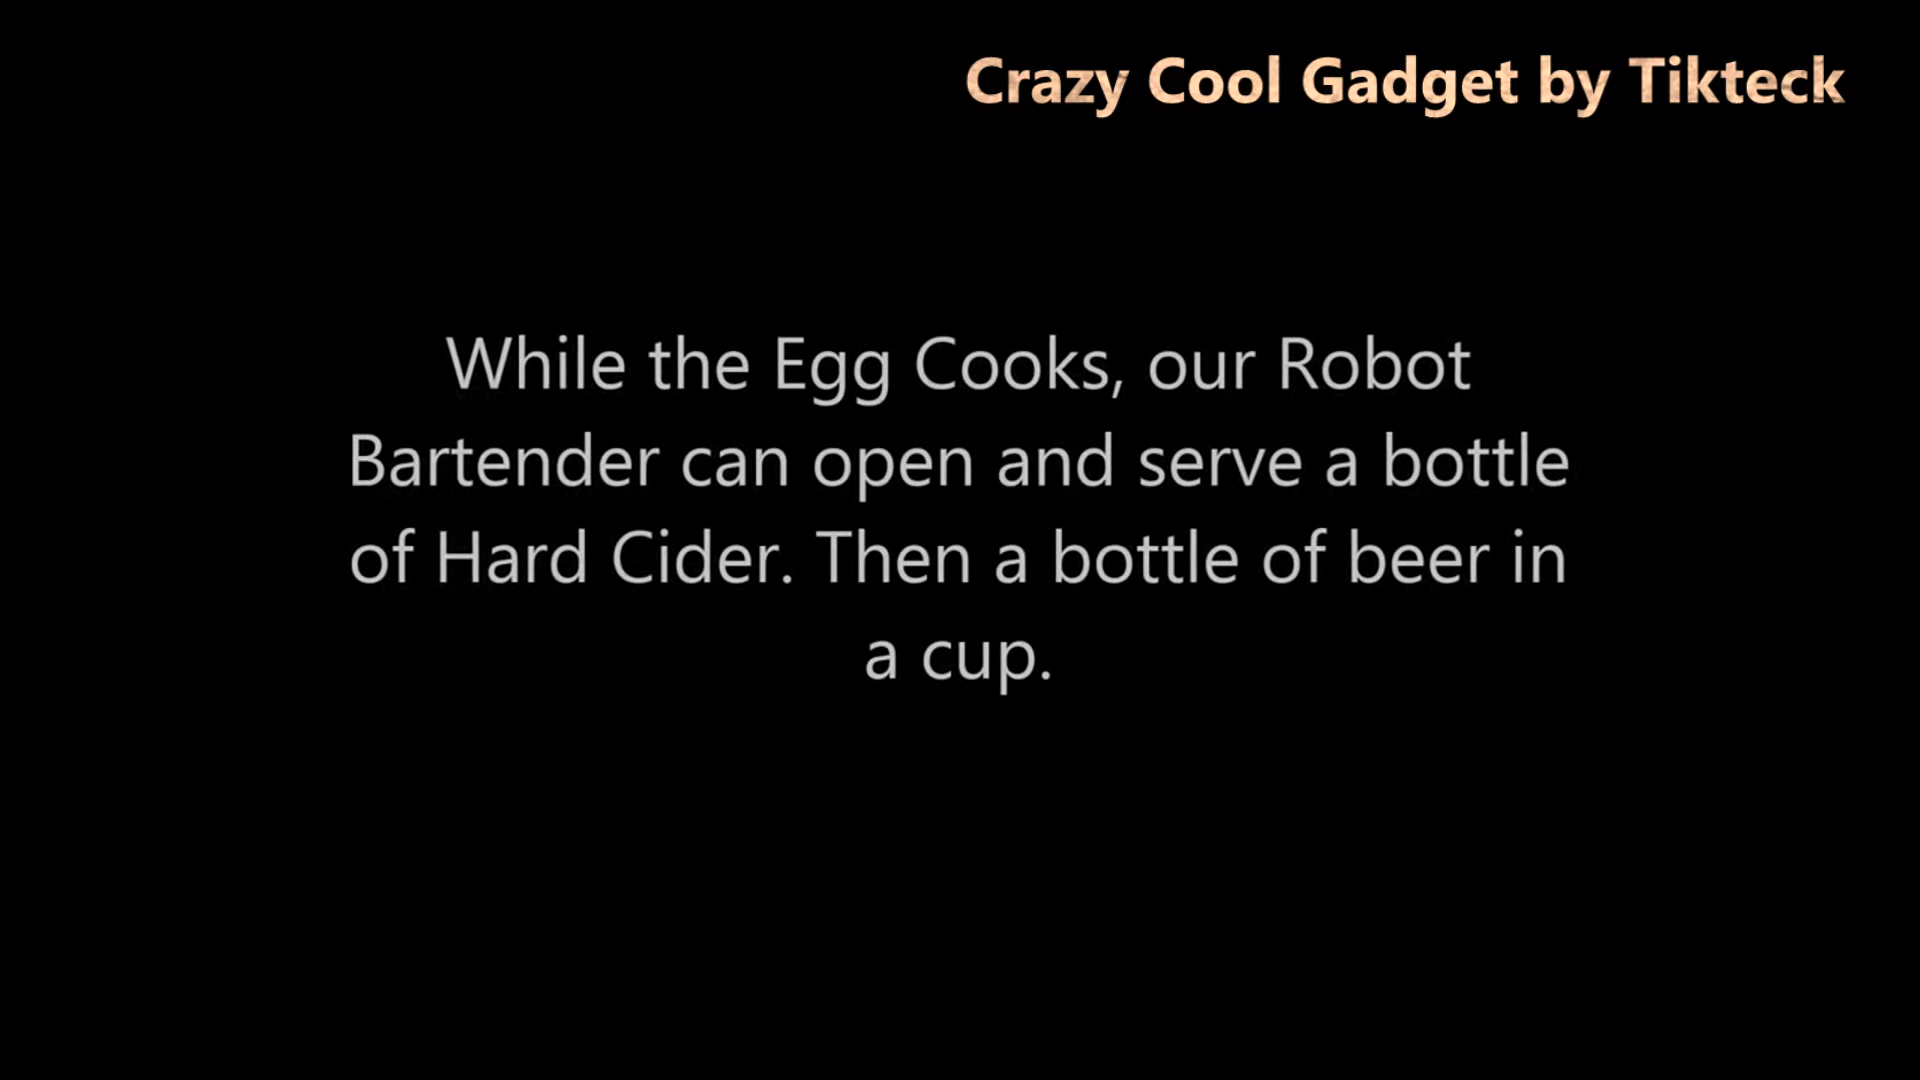 Crazy Cool Gadget by Tikteck
While the Egg Cooks, our Robot
Bartender can open and serve a bottle
of Hard Cider. Then a bottle of beer in
a cup.